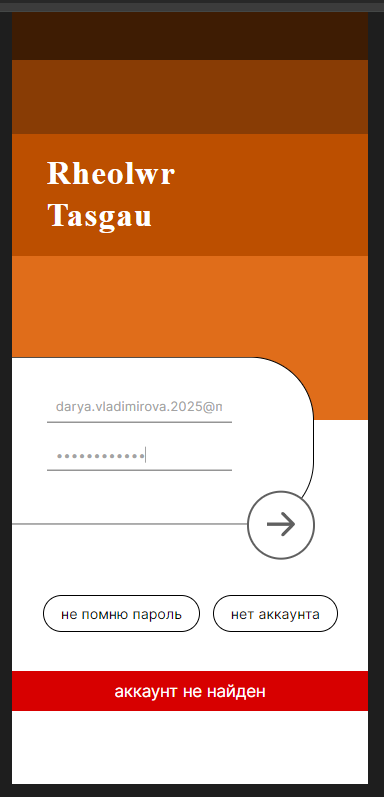 Rheolwr
Tasgau
darya.vladimirova.2025@
••••••••••••
не помню пароль
нет аккаунта
аккаунт не найден